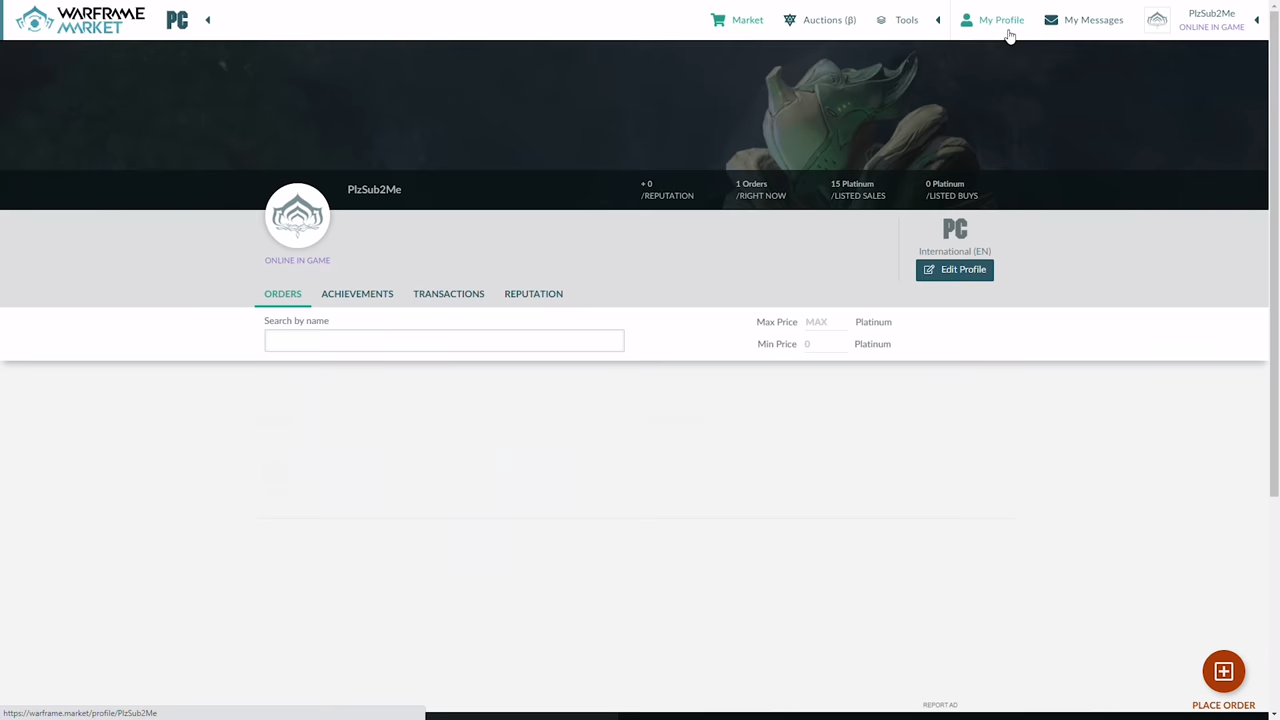 WARFRAME
MARKET
PC
Market
Auctions (β)
Tools
My Profile
My Messages
PlzSub2Me
ONLINE IN GAME
PlzSub2Me
+ 0
/REPUTATION
1 Orders
/RIGHT NOW
15 Platinum
/LISTED SALES
0 Platinum
/LISTED BUYS
ONLINE IN GAME
PC
International (EN)
Edit Profile
ORDERS ACHIEVEMENTS TRANSACTIONS REPUTATION
Search by name
Max Price MAX Platinum
Min Price 0 Platinum
PLACE ORDER
REPORT AD
https://warframe.market/profile/PlzSub2Me